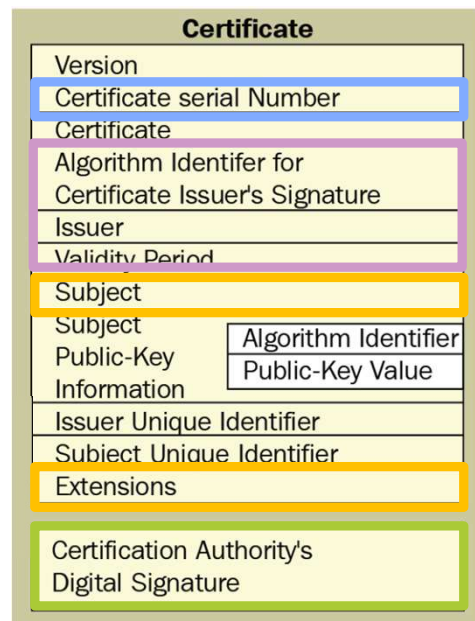 Certificate
Version
Certificate serial Number
Certificate
Algorithm Identifer for
Certificate Issuer's Signature
Issuer
Validity Period
Subject
Subject
Public-Key
Information
Algorithm Identifier
Public-Key Value
Issuer Unique Identifier
Subject Unique Identifier
Extensions
Certification Authority's
Digital Signature